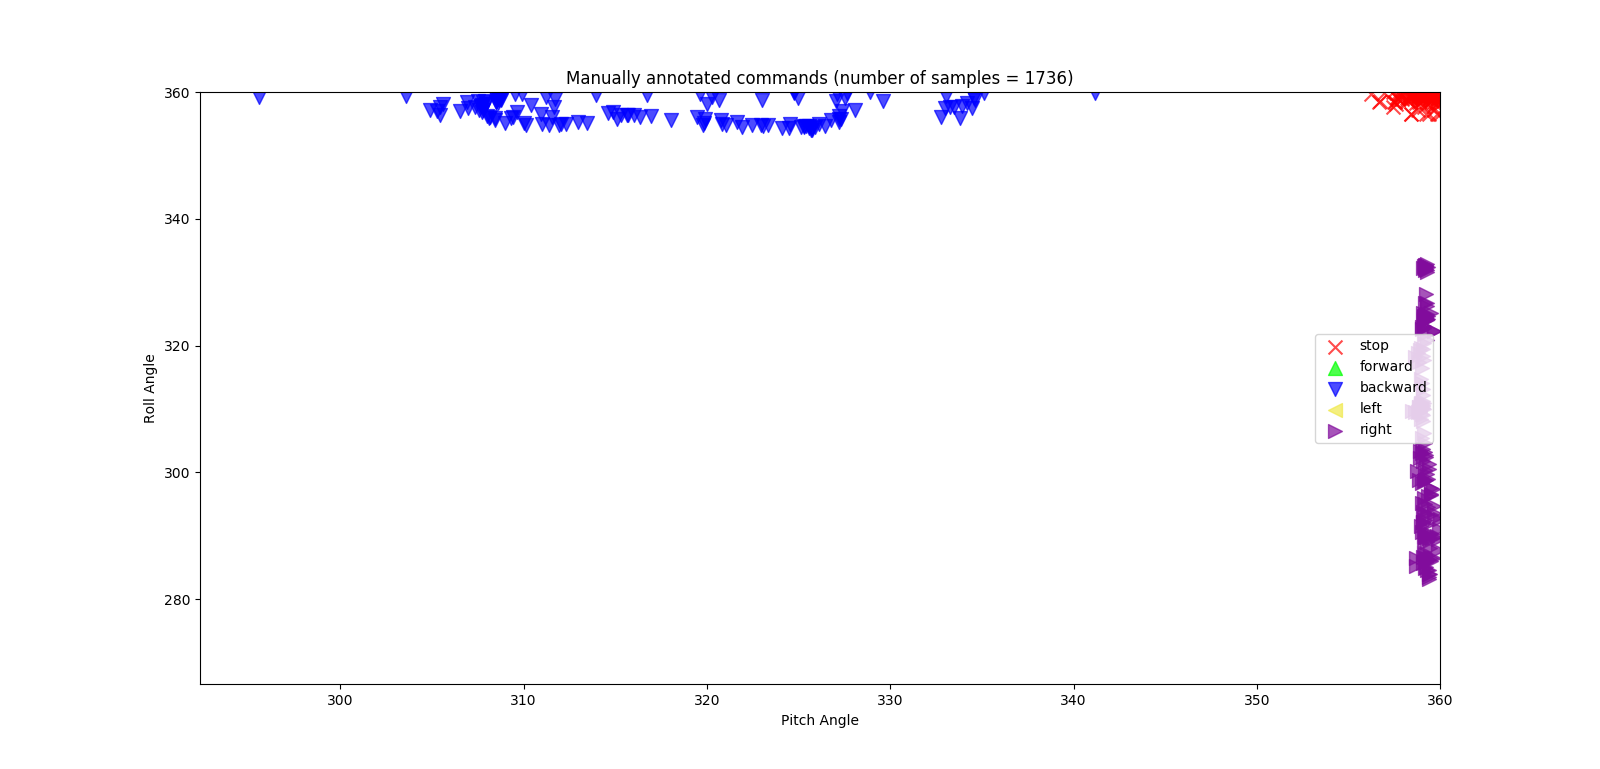 Manually annotated commands (number of samples = 1736)
360
340
320
300
280
Roll Angle
stop
forward
backward
left
right
300
310
320
330
340
350
360
Pitch Angle